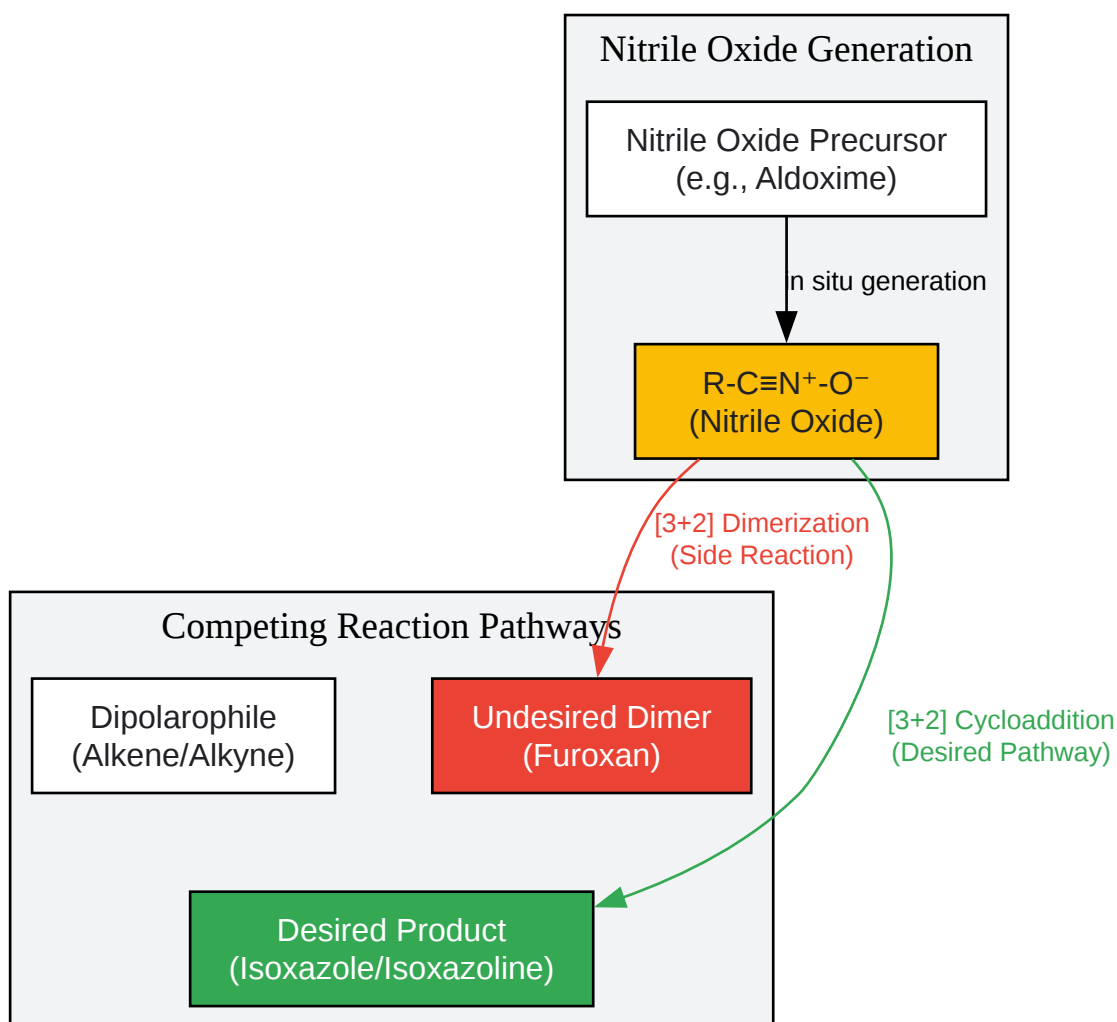 Nitrile Oxide Generation
Nitrile Oxide Precursor
(e.g., Aldoxime)
in situ generation
R-C≡N⁺-O⁻
(Nitrile Oxide)
[3+2] Dimerization
(Side Reaction)
Competing Reaction Pathways
Dipolarophile
(Alkene/Alkyne)
Undesired Dimer
(Furoxan)
[3+2] Cycloaddition
(Desired Pathway)
Desired Product
(Isoxazole/Isoxazoline)